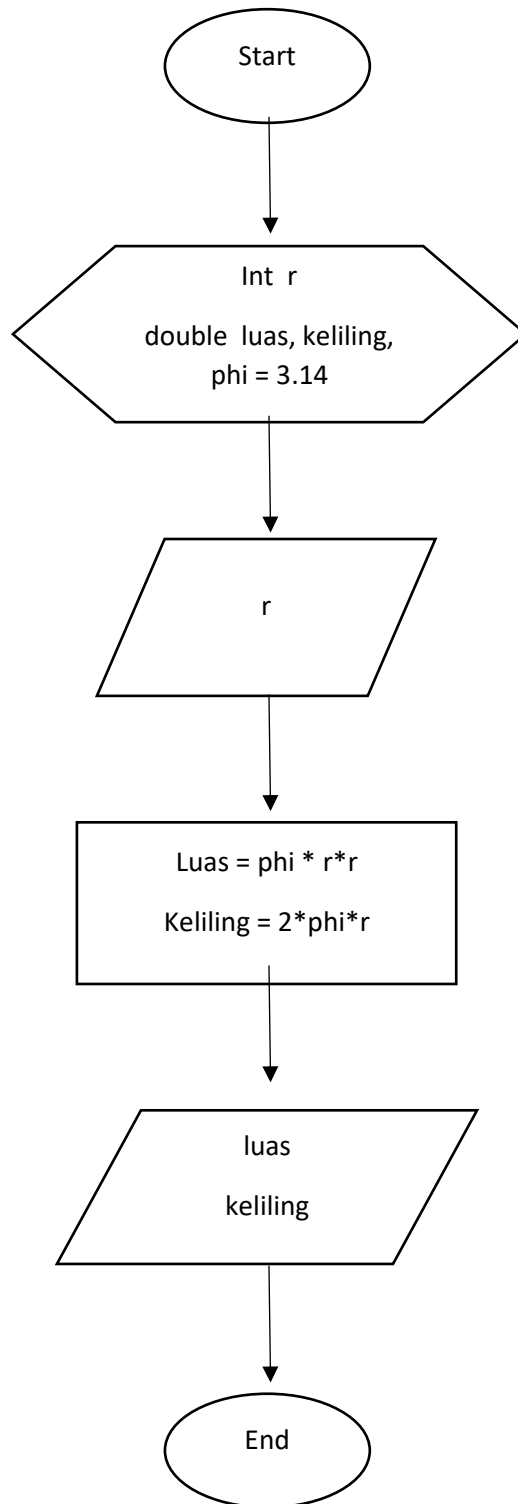 Start
Int r
double luas, keliling,
phi = 3.14
r
Luas = phi * r*r
Keliling = 2*phi*r
luas
keliling
End